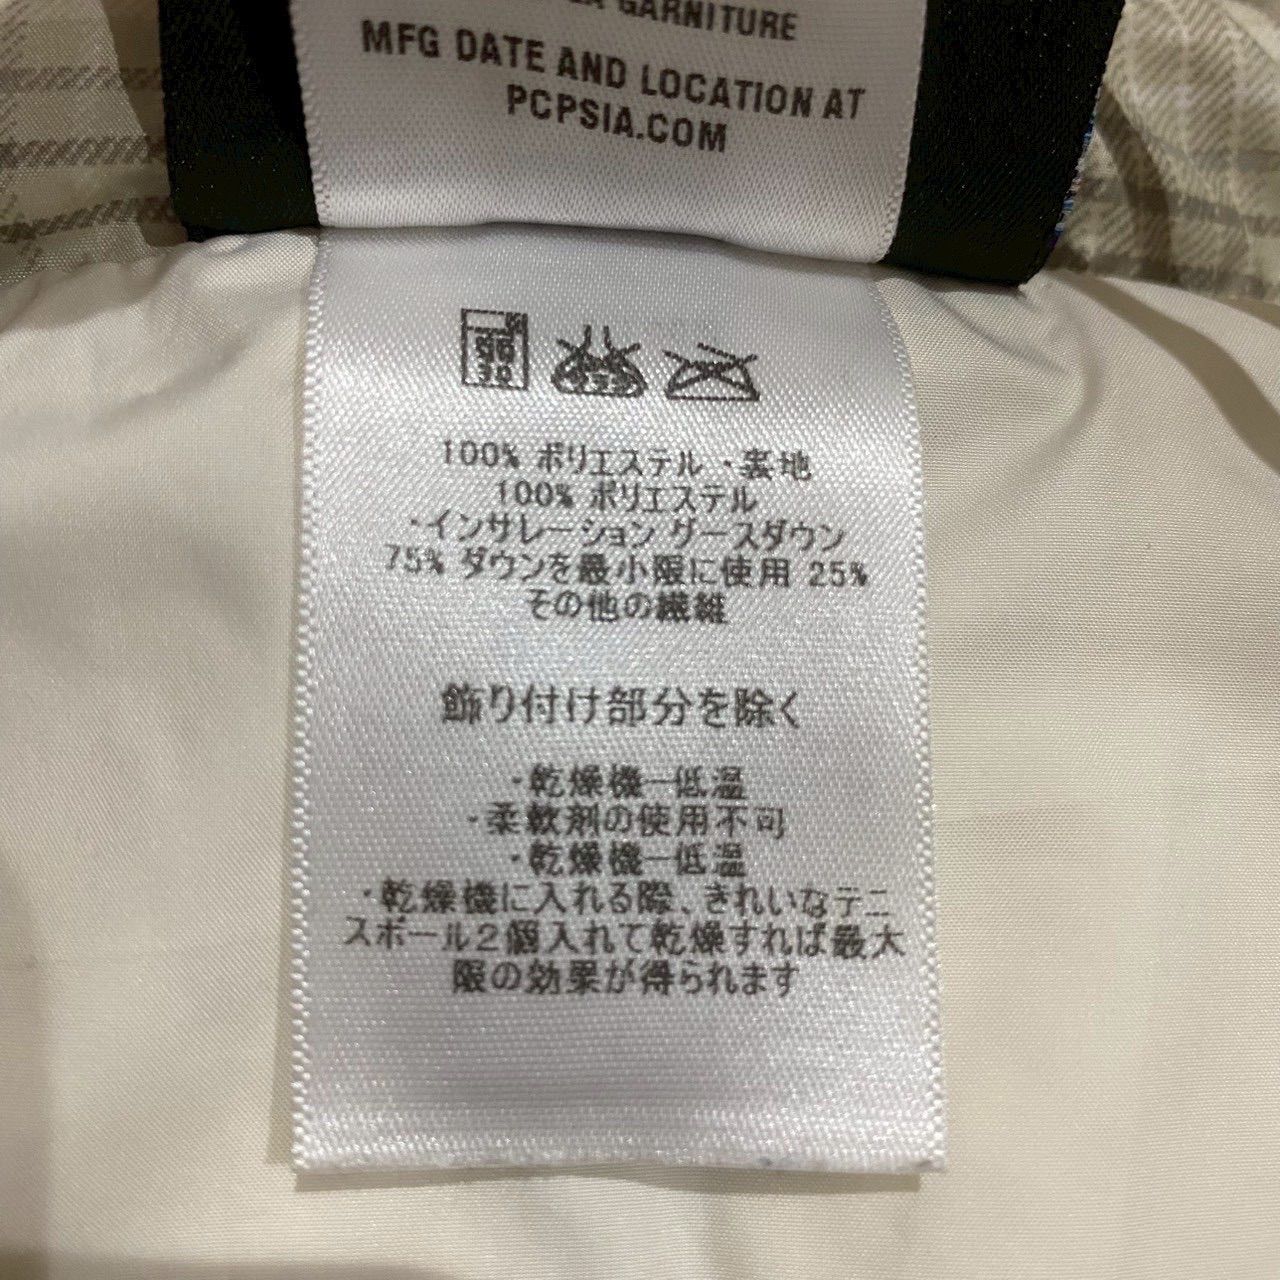 GARNITURE
MFG DATE AND LOCATION AT
PCPSIA.COM
30
100% ポリエステル ・裏地
100% ポリエステル
・インサレーション グースダウン
75% ダウンを最小限に使用 25%
その他の繊維
飾り付け部分を除く
・乾燥機ー低温
・柔軟剤の使用不可
・乾燥機ー低温
・乾燥機に入れる際、きれいなテニ
スボール2個入れて乾燥すれば最大
限の効果が得られます